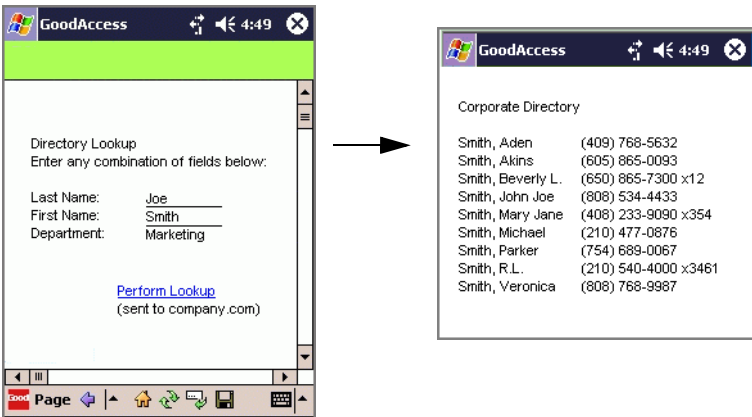 GoodAccess 4:49
Directory Lookup
Enter any combination of fields below:
Last Name: Joe
First Name: Smith
Department: Marketing
Perform Lookup
(sent to company.com)
Good Page
GoodAccess 4:49
Corporate Directory
Smith, Aden (409) 768-5632
Smith, Akins (605) 865-0093
Smith, Beverly L. (650) 865-7300 x12
Smith, John Joe (808) 534-4433
Smith, Mary Jane (408) 233-9090 x354
Smith, Michael (210) 477-0876
Smith, Parker (754) 689-0067
Smith, R.L. (210) 540-4000 x3461
Smith, Veronica (808) 768-9987